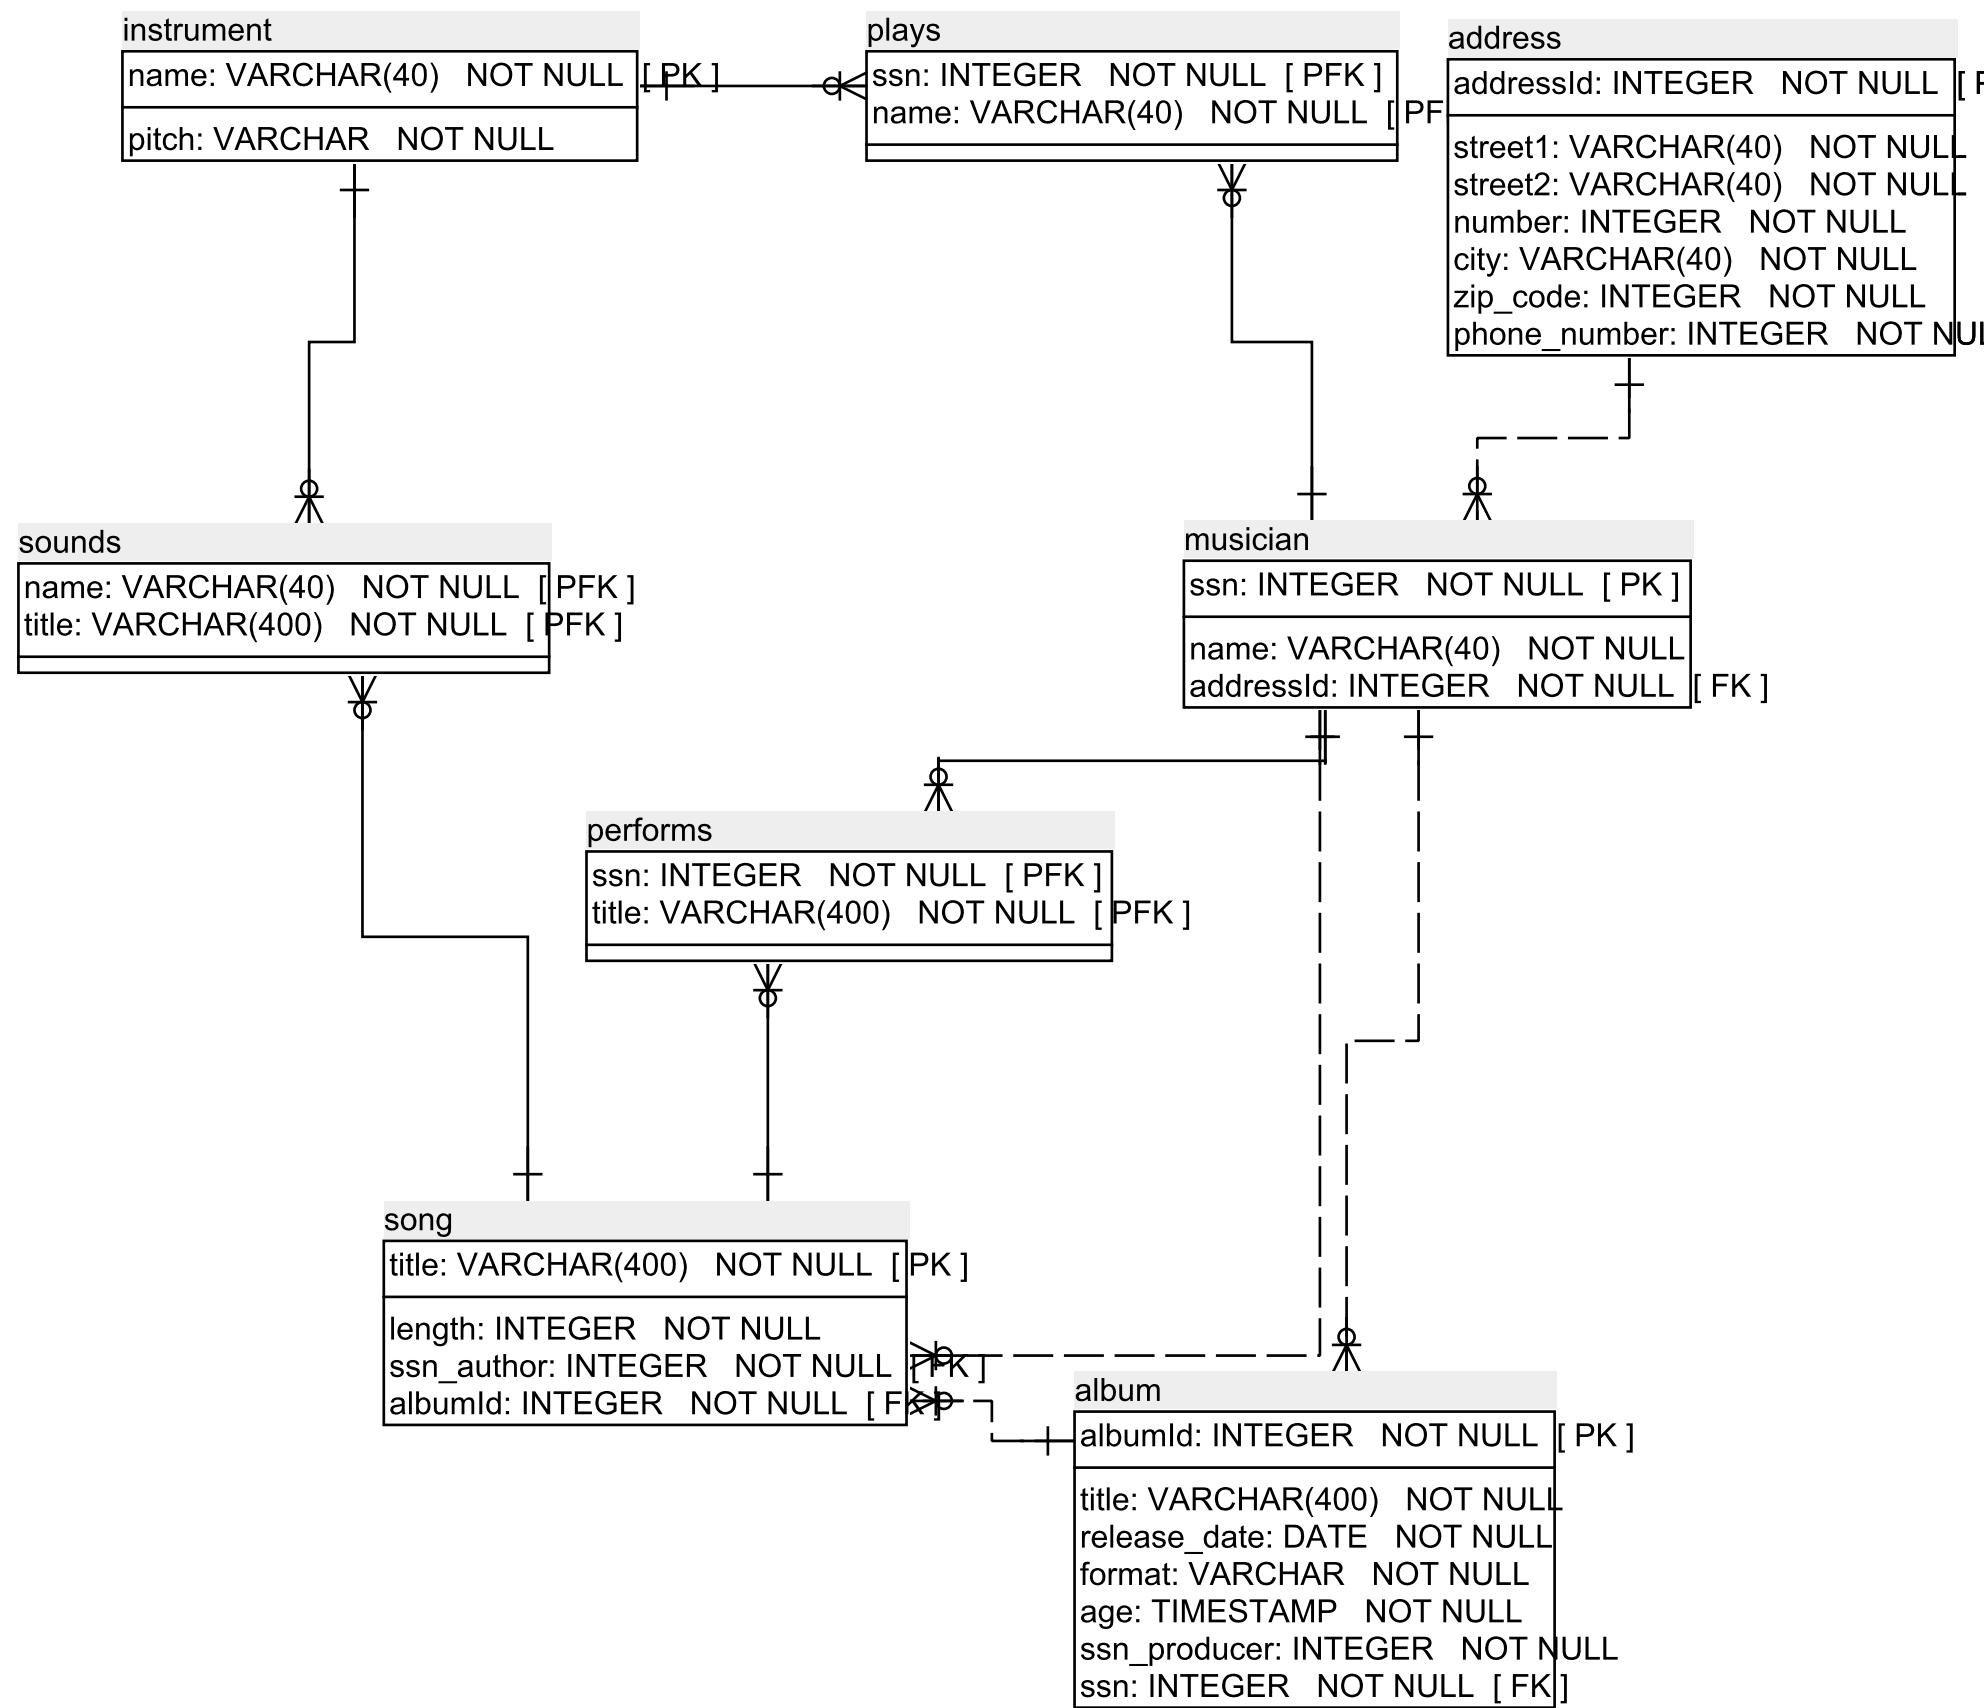 instrument
name: VARCHAR(40)   NOT NULL  [ PK ]
pitch: VARCHAR   NOT NULL
plays
ssn: INTEGER   NOT NULL  [ PFK ]
name: VARCHAR(40)   NOT NULL  [ PF
address
addressId: INTEGER   NOT NULL  [
street1: VARCHAR(40)   NOT NULL
street2: VARCHAR(40)   NOT NULL
number: INTEGER   NOT NULL
city: VARCHAR(40)   NOT NULL
zip_code: INTEGER   NOT NULL
phone_number: INTEGER   NOT NUL
sounds
name: VARCHAR(40)   NOT NULL  [ PFK ]
title: VARCHAR(400)   NOT NULL  [ PFK ]
musician
ssn: INTEGER   NOT NULL  [ PK ]
name: VARCHAR(40)   NOT NULL
addressId: INTEGER   NOT NULL  [ FK ]
performs
ssn: INTEGER   NOT NULL  [ PFK ]
title: VARCHAR(400)   NOT NULL  [ PFK ]
song
title: VARCHAR(400)   NOT NULL  [ PK ]
length: INTEGER   NOT NULL
ssn_author: INTEGER   NOT NULL  [ FK ]
albumId: INTEGER   NOT NULL  [ FK ]
album
albumId: INTEGER   NOT NULL  [ PK ]
title: VARCHAR(400)   NOT NULL
release_date: DATE   NOT NULL
format: VARCHAR   NOT NULL
age: TIMESTAMP   NOT NULL
ssn_producer: INTEGER   NOT NULL
ssn: INTEGER   NOT NULL  [ FK ]